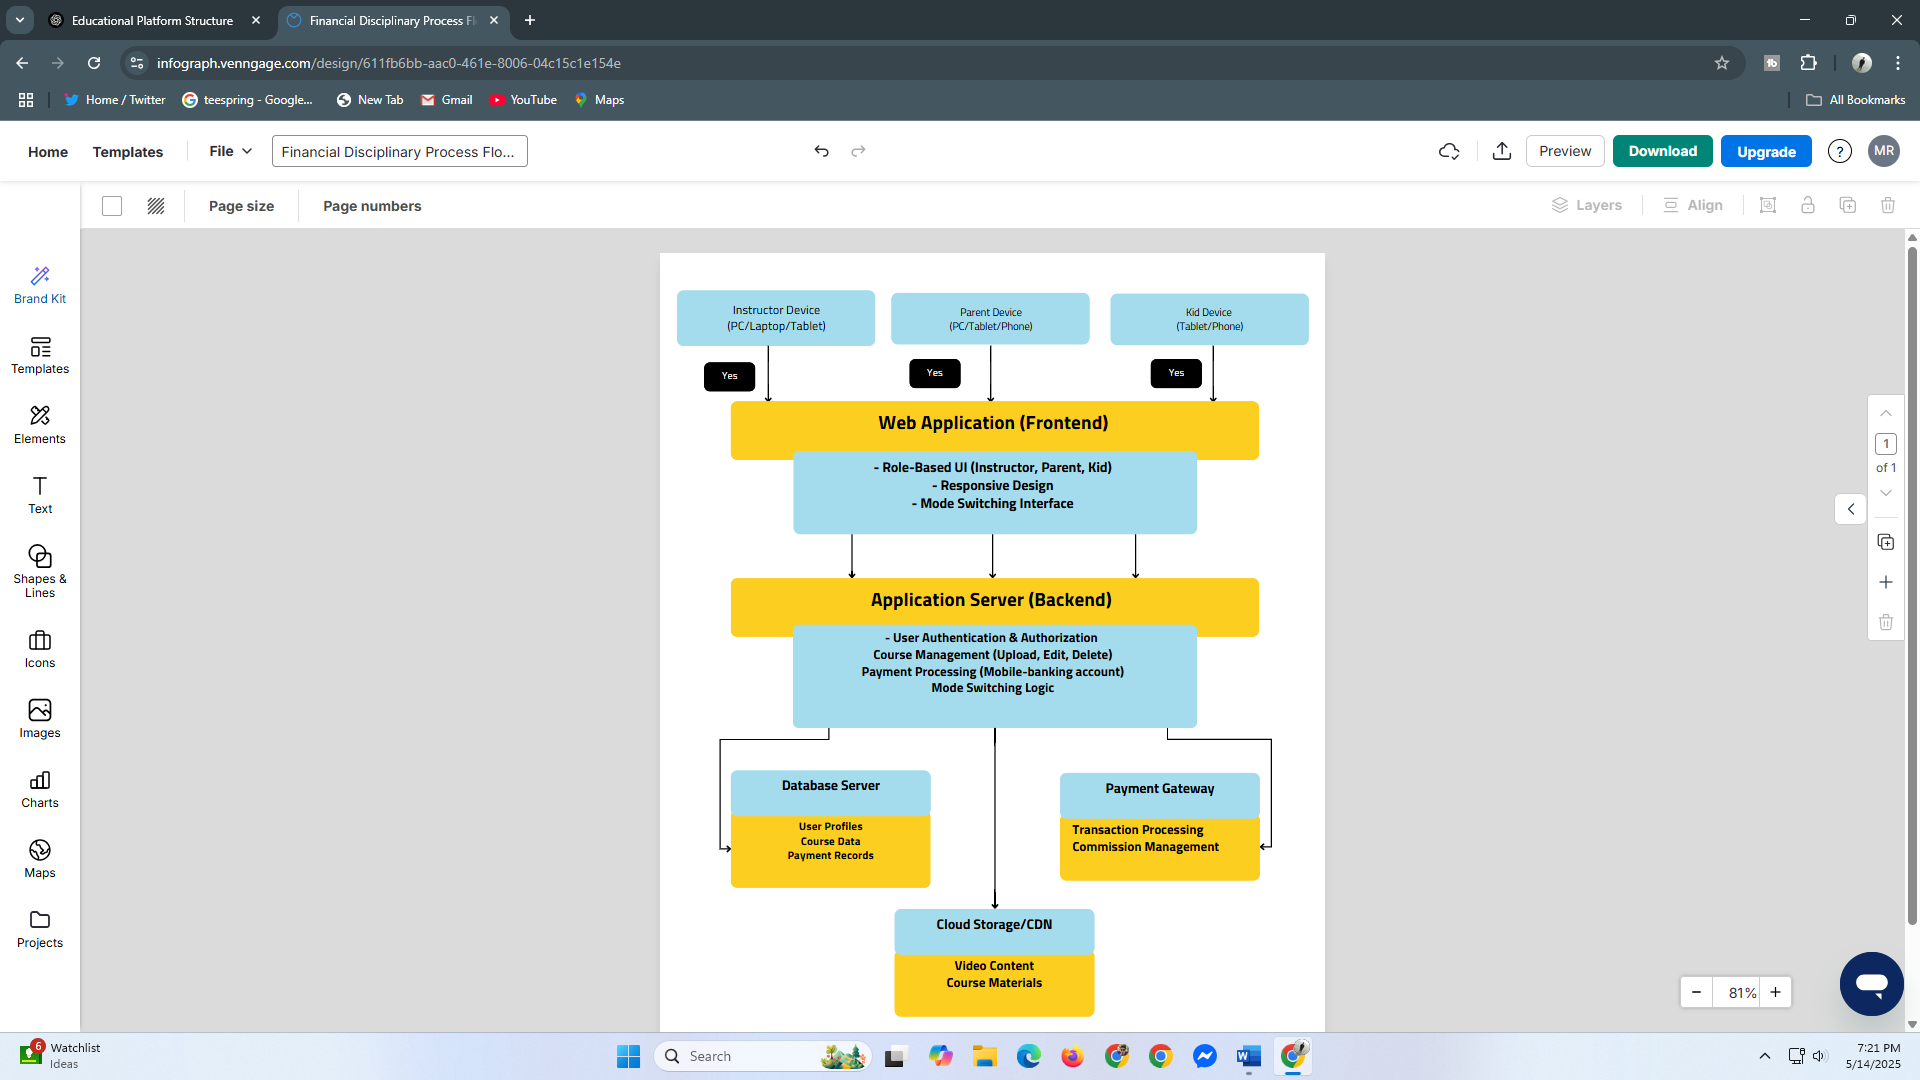 Educational Platform Structure
Financial Disciplinary Process Fl
infograph.venngage.com/design/611fb6bb-aac0-461e-8006-04c15c1e154e
Home / Twitter
teespring - Google...
New Tab
Gmail
YouTube
Maps
All Bookmarks
Home
Templates
File
Financial Disciplinary Process Flo...
Preview
Download
Upgrade
?
MR
Page size
Page numbers
Layers
Align
Brand Kit
Templates
Elements
Text
Shapes &
Lines
Icons
Images
Charts
Maps
Projects
Instructor Device
(PC/Laptop/Tablet)
Parent Device
(PC/Tablet/Phone)
Kid Device
(Tablet/Phone)
Yes
Yes
Yes
Web Application (Frontend)
- Role-Based UI (Instructor, Parent, Kid)
- Responsive Design
- Mode Switching Interface
Application Server (Backend)
- User Authentication & Authorization
Course Management (Upload, Edit, Delete)
Payment Processing (Mobile-banking account)
Mode Switching Logic
Database Server
User Profiles
Course Data
Payment Records
Payment Gateway
Transaction Processing
Commission Management
Cloud Storage/CDN
Video Content
Course Materials
1
of 1
81%
6
Watchlist
Ideas
Search
7:21 PM
5/14/2025